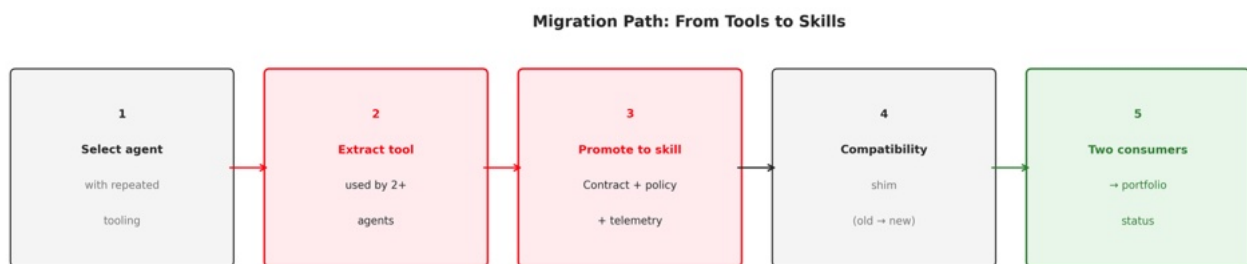 Migration Path: From Tools to Skills
1
Select agent
with repeated
tooling
2
Extract tool
used by 2+
agents
3
Promote to skill
Contract + policy
+ telemetry
4
Compatibility
shim
(old → new)
5
Two consumers
→ portfolio
status